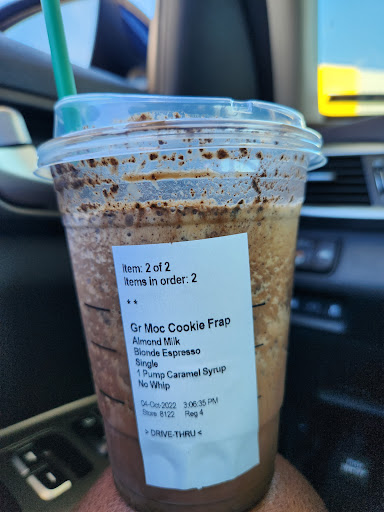 Item: 2 of 2
Items in order: 2
* *
Gr Moc Cookie Frap
Almond Milk
Blonde Espresso
Single
1 Pump Caramel Syrup
No Whip
04-Oct-2022 3:06:35 PM
Store 8122 Reg 4
> DRIVE-THRU <